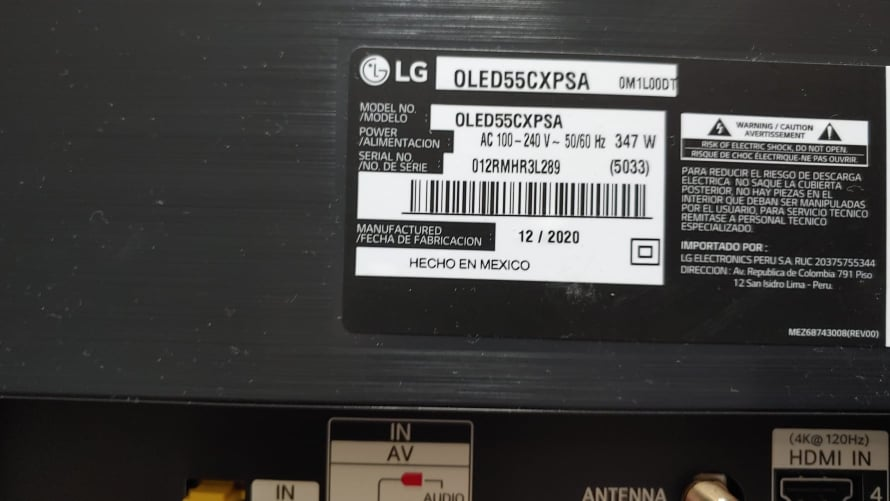 LG OLED55CXPSA 0M1L00DT
MODEL NO.
/MODELO OLED55CXPSA
POWER
/ALIMENTACION AC 100 - 240 V ~ 50/60 Hz 347 W
SERIAL NO.
/NO. DE SERIE 012RMHR3L289 (5033)
MANUFACTURED
/FECHA DE FABRICACION 12 / 2020
HECHO EN MEXICO
WARNING / CAUTION
AVERTISSEMENT
RISK OF ELECTRIC SHOCK, DO NOT OPEN.
RISQUE DE CHOC ÉLECTRIQUE-NE PAS OUVRIR.
PARA REDUCIR EL RIESGO DE DESCARGA
ELECTRICA NO SAQUE LA CUBIERTA
POSTERIOR, NO HAY PIEZAS EN EL
INTERIOR QUE DEBAN SER MANIPULADAS
POR EL USUARIO, PARA SERVICIO TECNICO
REMITASE A PERSONAL TECNICO
ESPECIALIZADO.
IMPORTADO POR :
LG ELECTRONICS PERU S.A. RUC 20375755344
DIRECCION : Av. Republica de Colombia 791 Piso
12 San Isidro Lima - Peru.
MEZ68743008(REV00)
IN
AV
AUDIO
IN
ANTENNA
(4K@ 120Hz)
HDMI IN
4